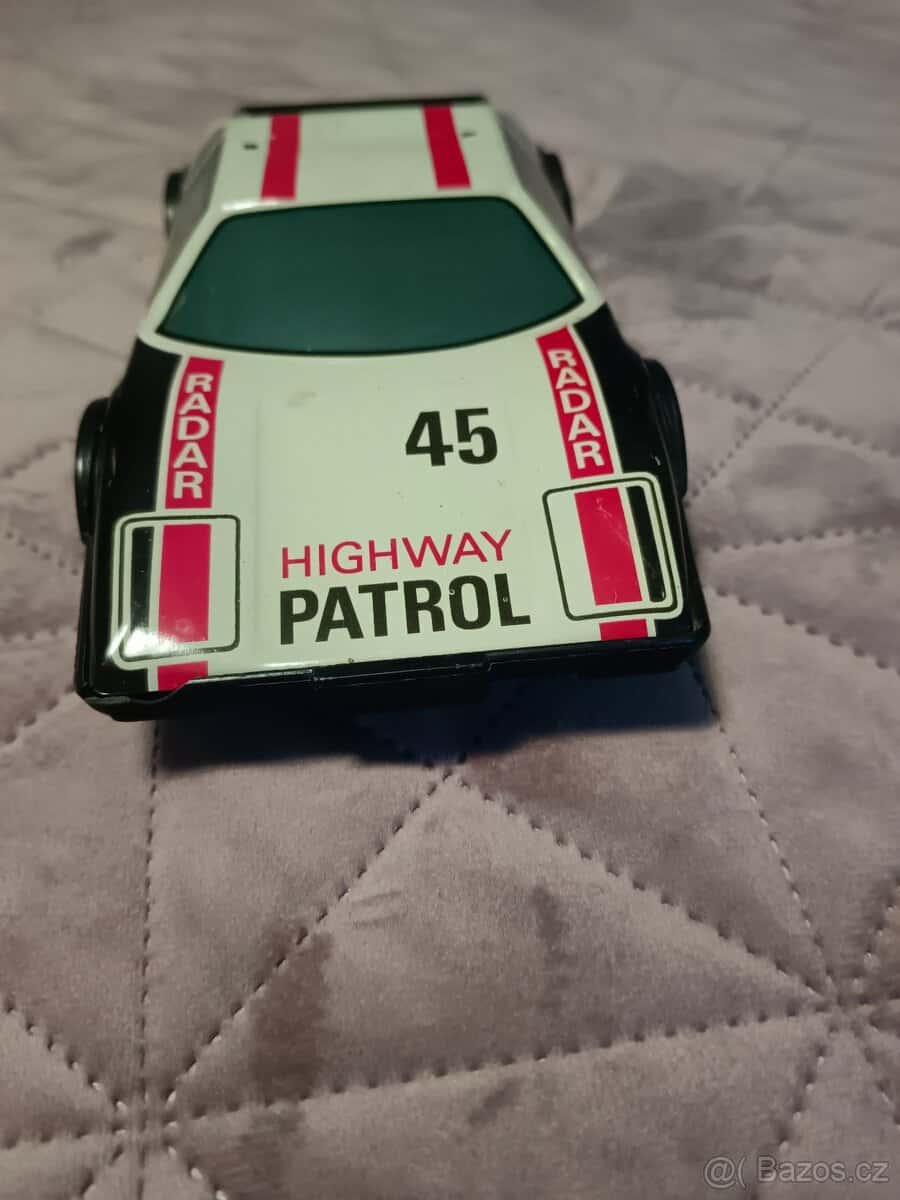 RADAR
RADAR
45
HIGHWAY
PATROL
@( Bazos.cz